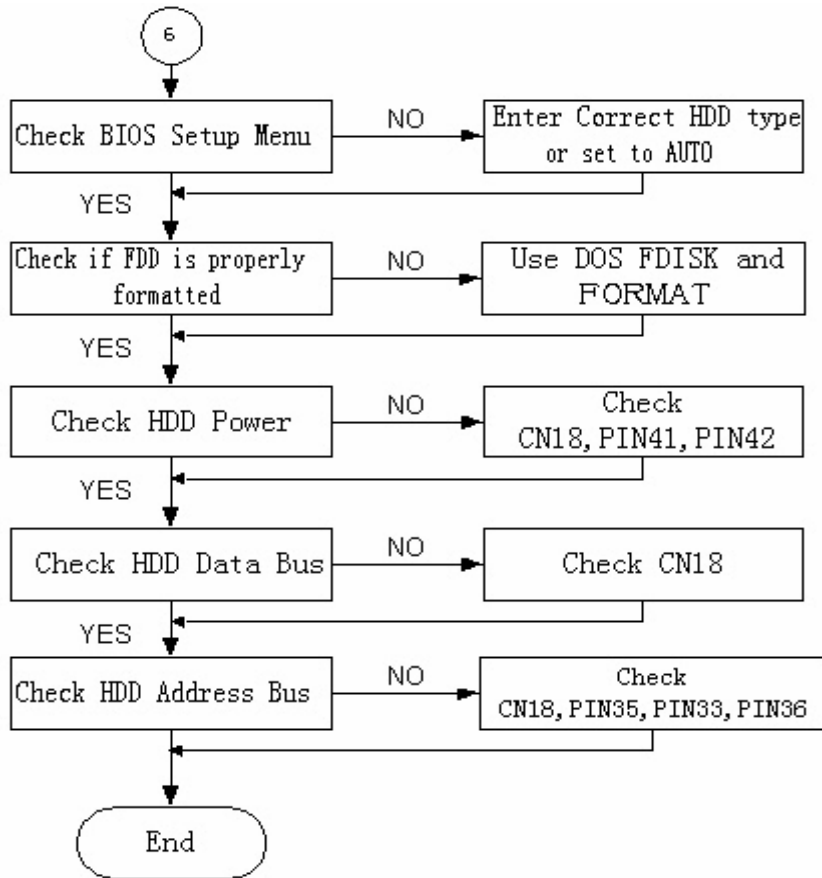 6
Check BIOS Setup Menu
NO
Enter Correct HDD type
or set to AUTO
YES
Check if FDD is properly
formatted
NO
Use DOS FDISK and
FORMAT
YES
Check HDD Power
NO
Check
CN18,PIN41,PIN42
YES
Check HDD Data Bus
NO
Check CN18
YES
Check HDD Address Bus
NO
Check
CN18,PIN35,PIN33,PIN36
End